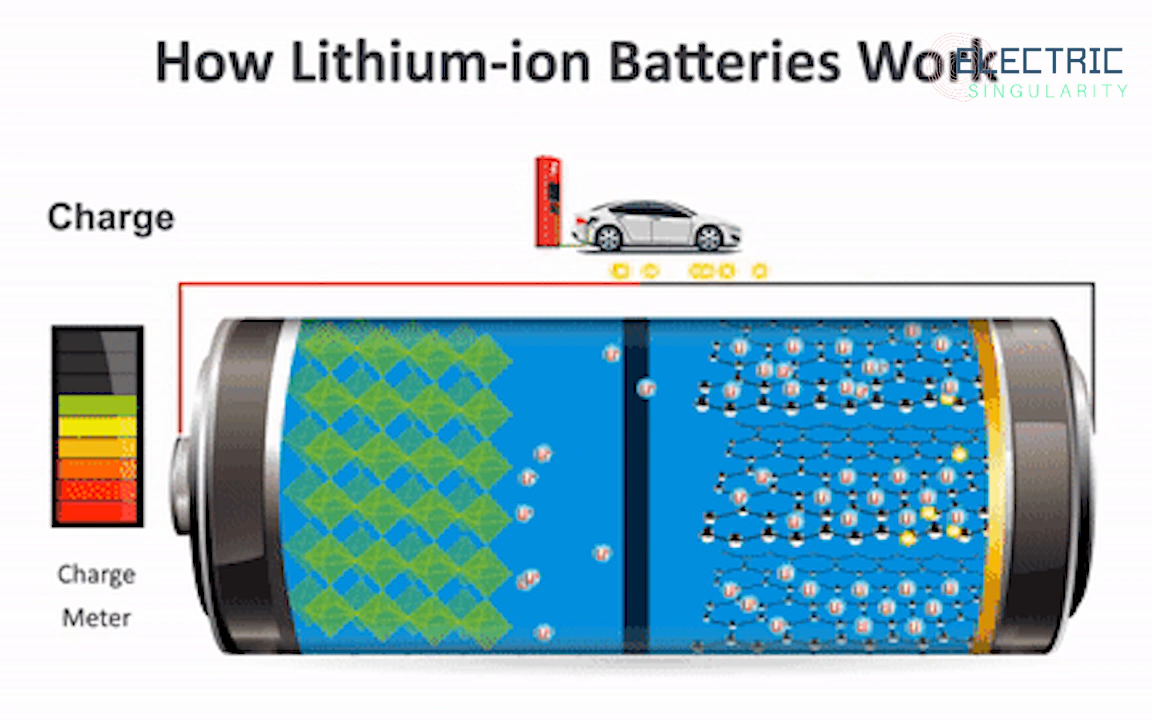 How Lithium-ion Batteries Work
ELECTRIC
SINGULARITY
Charge
Charge
Meter